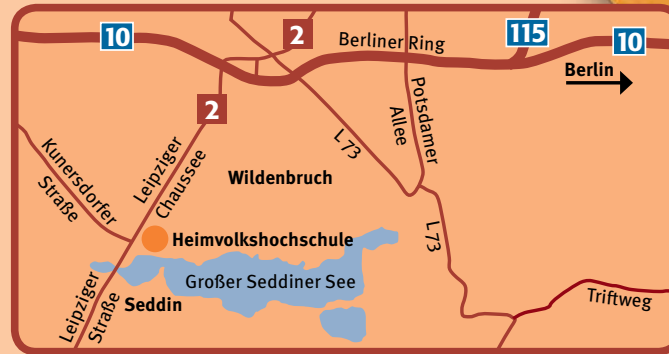 10
2
Berliner Ring
115
10
Berlin
2
Potsdamer
Allee
L 73
Kunersdorfer
Straße
Leipziger
Chaussee
Wildenbruch
Heimvolkshochschule
L 73
Großer Seddiner See
Leipziger
Straße
Seddin
Triftweg